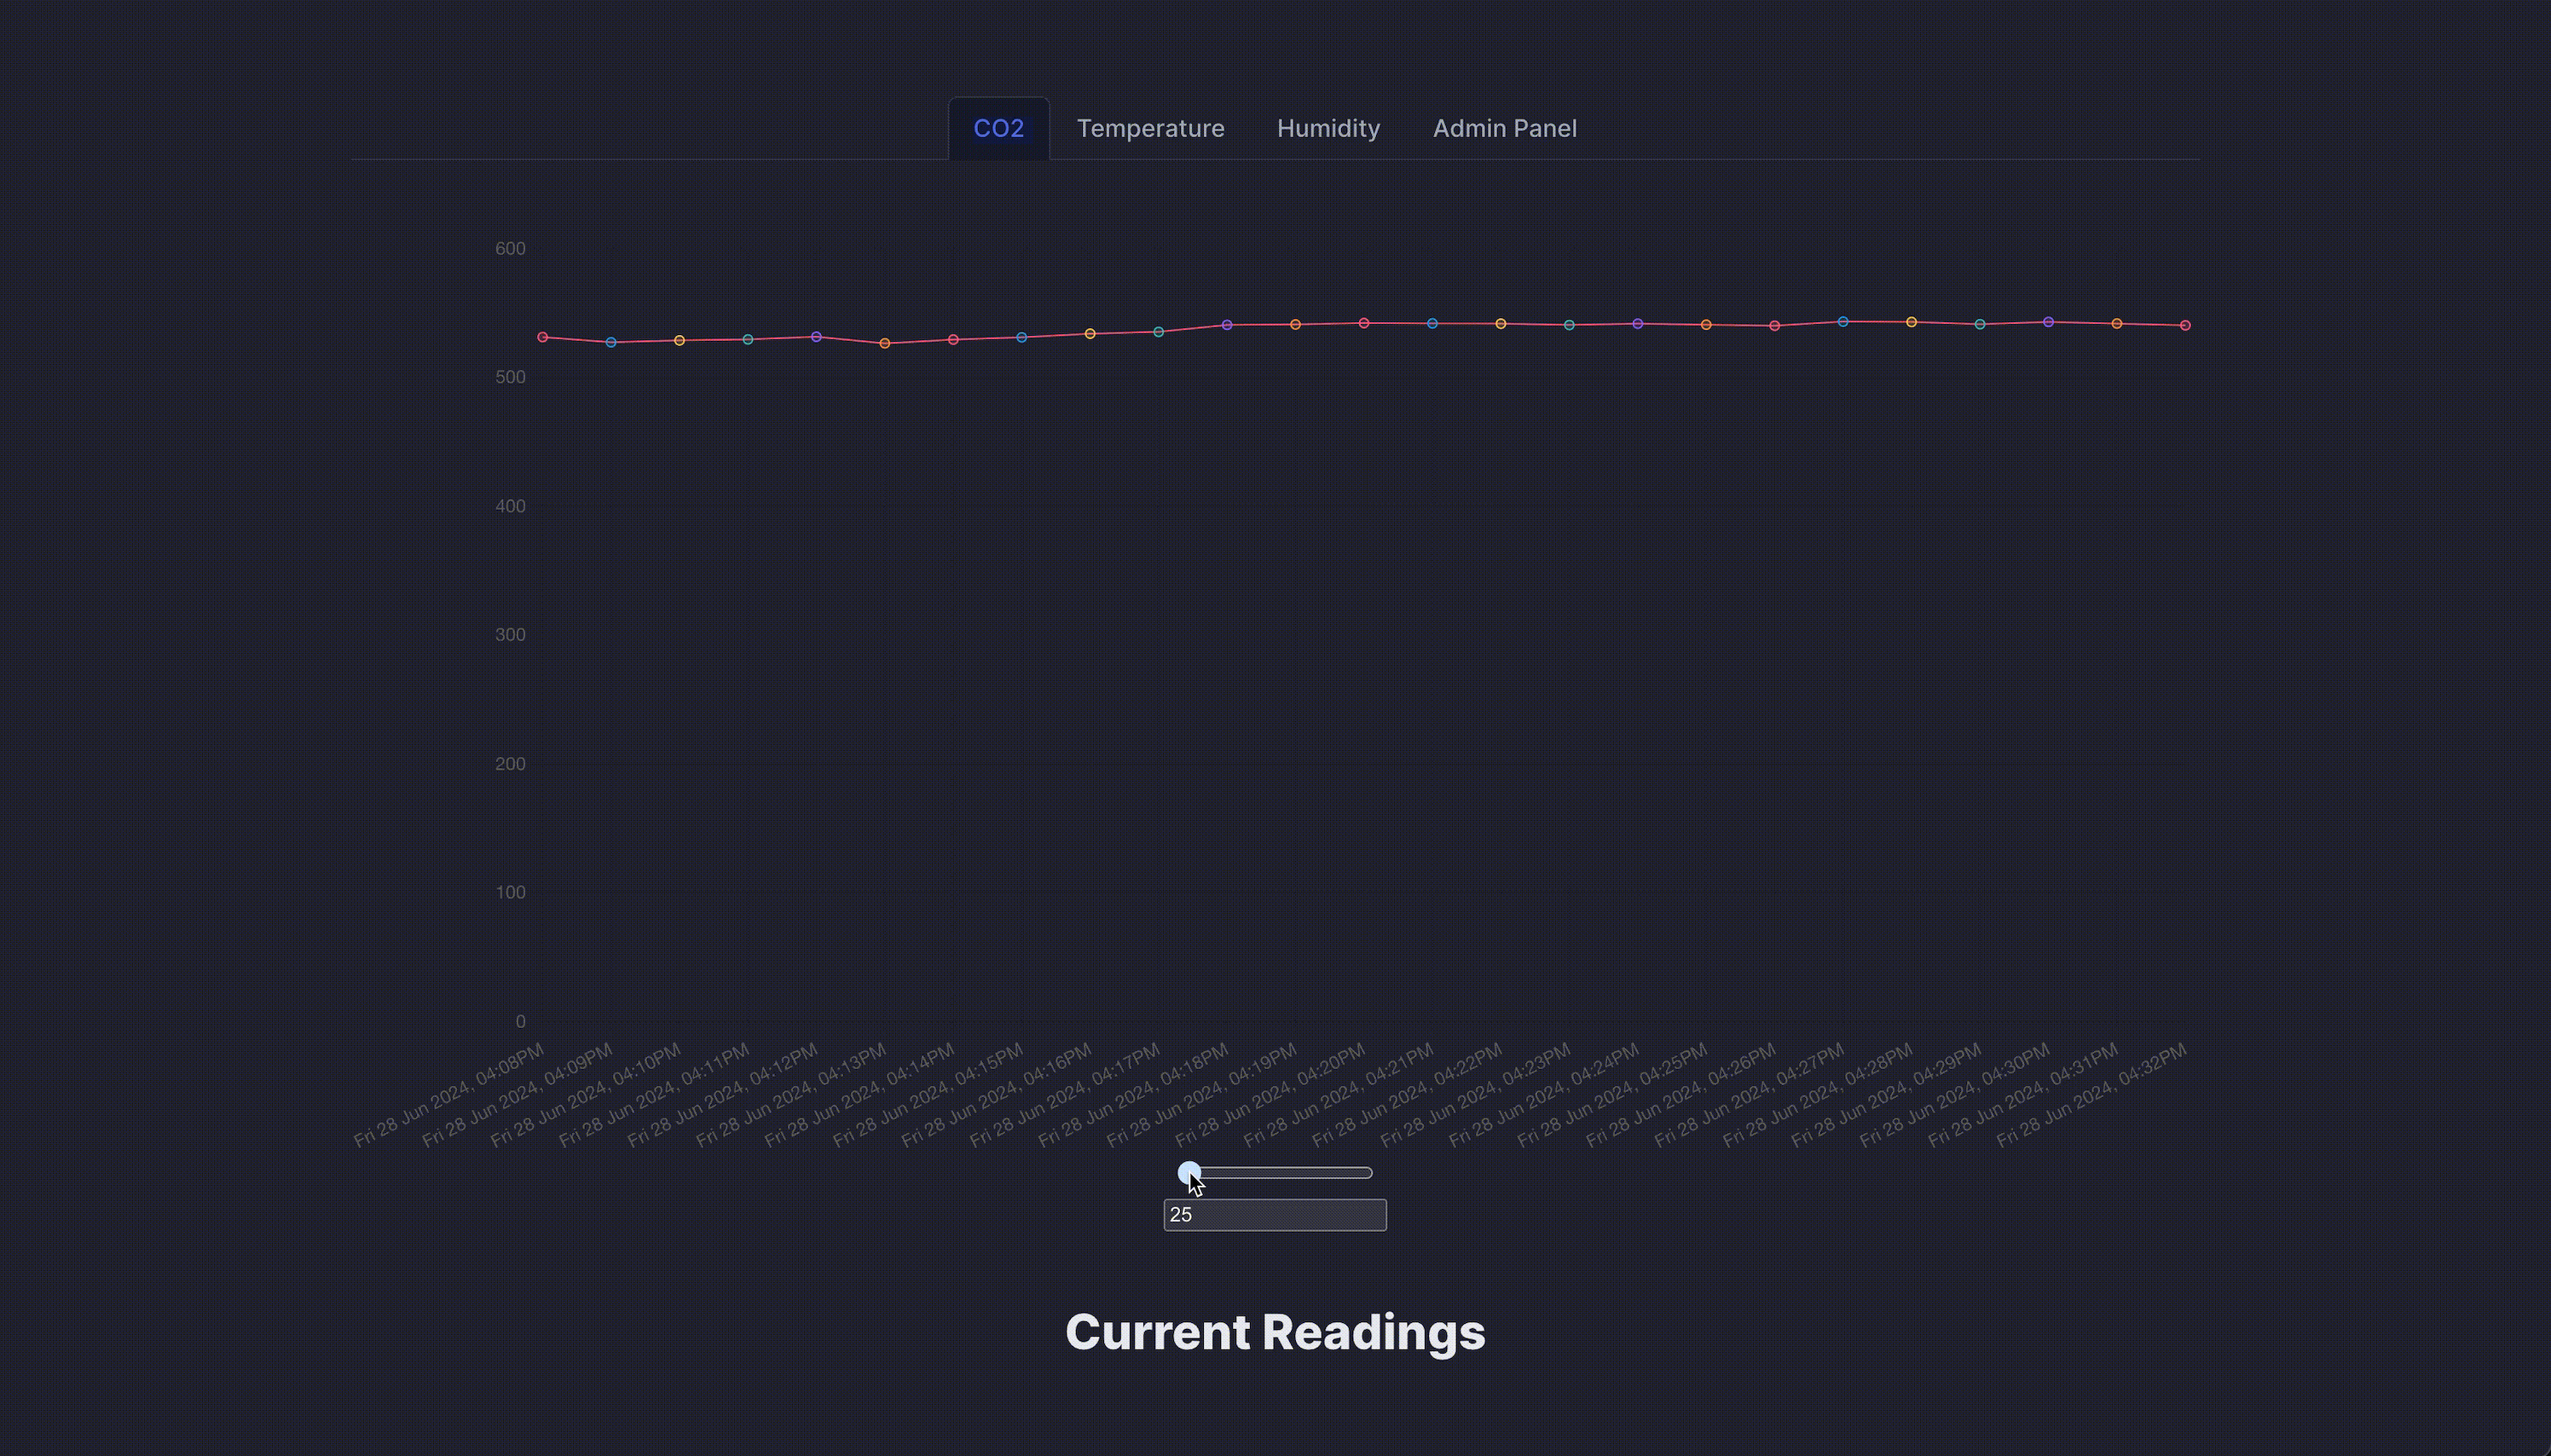 CO2 Temperature Humidity Admin Panel
600
500
400
300
200
100
0
Fri 28 Jun 2024, 04:08PM
Fri 28 Jun 2024, 04:09PM
Fri 28 Jun 2024, 04:10PM
Fri 28 Jun 2024, 04:11PM
Fri 28 Jun 2024, 04:12PM
Fri 28 Jun 2024, 04:13PM
Fri 28 Jun 2024, 04:14PM
Fri 28 Jun 2024, 04:15PM
Fri 28 Jun 2024, 04:16PM
Fri 28 Jun 2024, 04:17PM
Fri 28 Jun 2024, 04:18PM
Fri 28 Jun 2024, 04:19PM
Fri 28 Jun 2024, 04:20PM
Fri 28 Jun 2024, 04:21PM
Fri 28 Jun 2024, 04:22PM
Fri 28 Jun 2024, 04:23PM
Fri 28 Jun 2024, 04:24PM
Fri 28 Jun 2024, 04:25PM
Fri 28 Jun 2024, 04:26PM
Fri 28 Jun 2024, 04:27PM
Fri 28 Jun 2024, 04:28PM
Fri 28 Jun 2024, 04:29PM
Fri 28 Jun 2024, 04:30PM
Fri 28 Jun 2024, 04:31PM
Fri 28 Jun 2024, 04:32PM
25
Current Readings